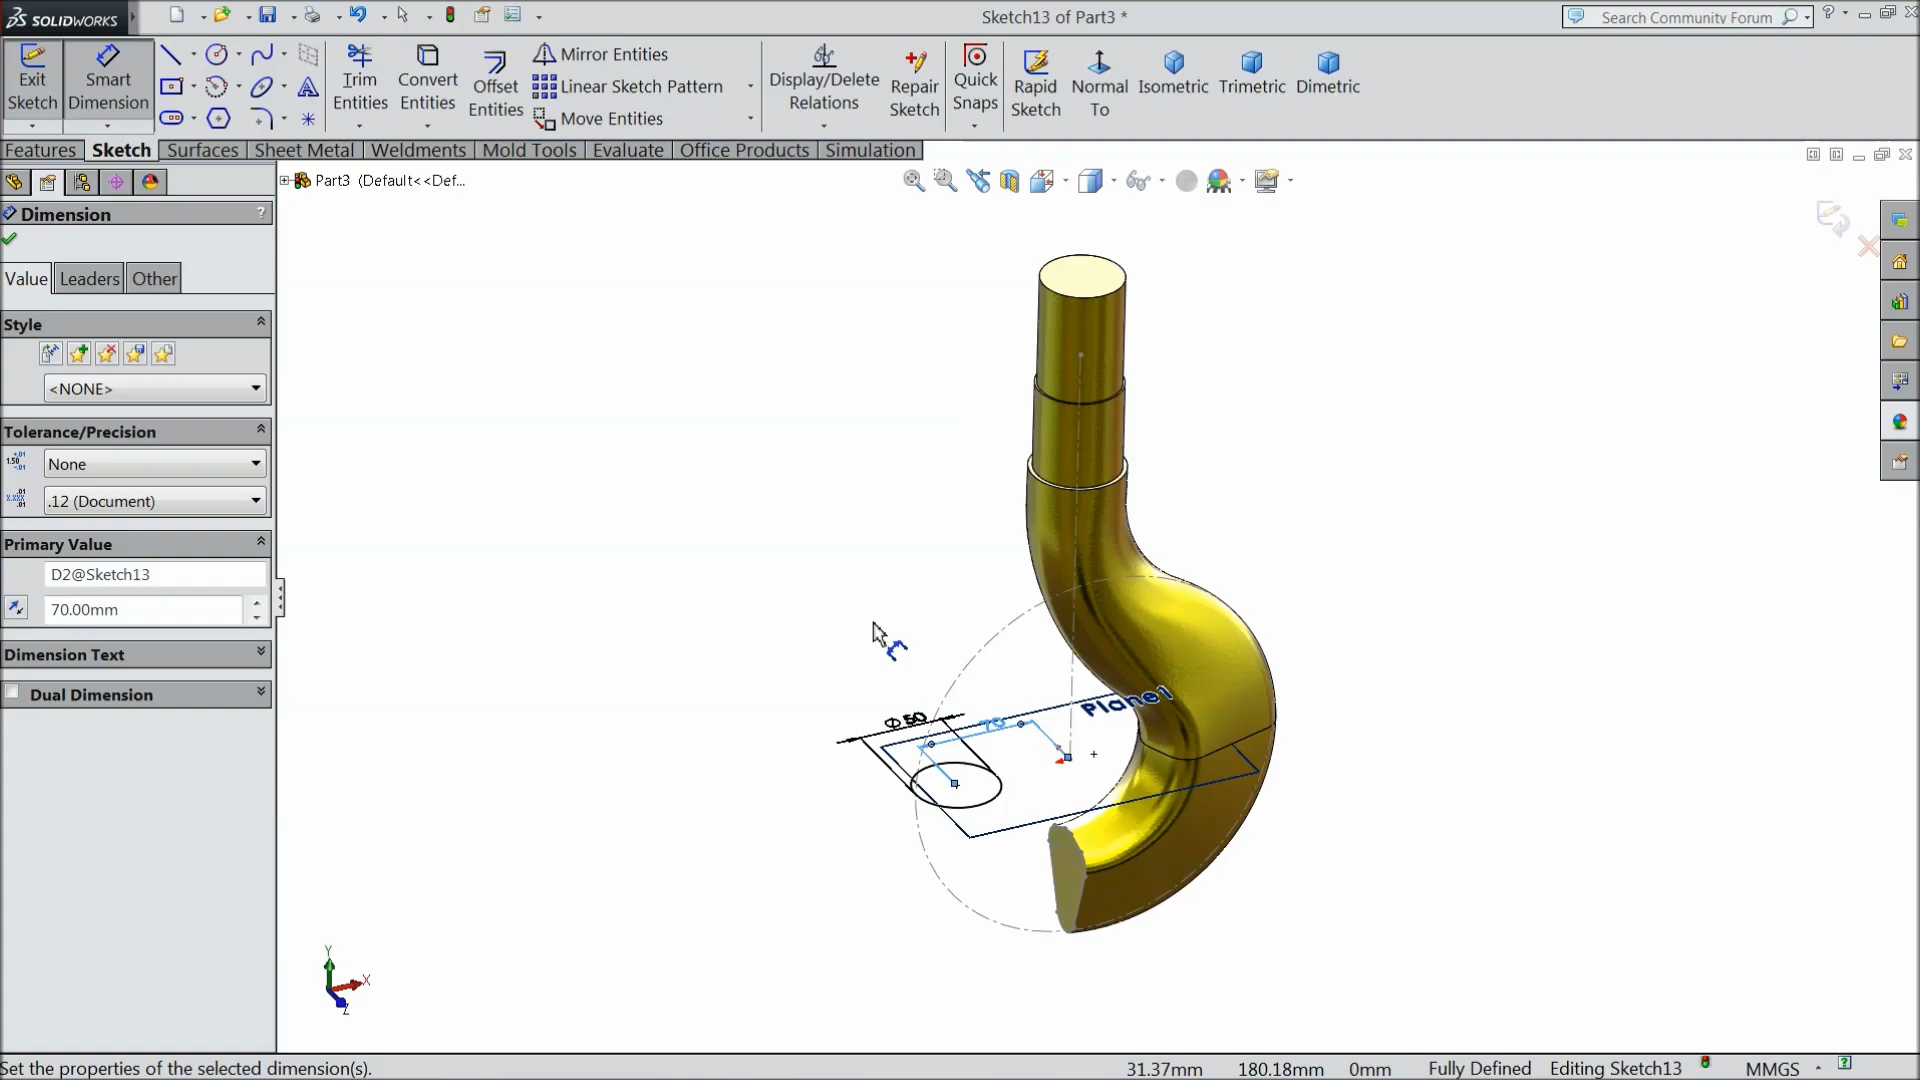 SOLIDWORKS
Sketch13 of Part3 *
Search Community Forum
Exit Sketch
Smart Dimension
Trim Entities
Convert Entities
Offset Entities
Mirror Entities
Linear Sketch Pattern
Move Entities
Display/Delete Relations
Repair Sketch
Quick Snaps
Rapid Sketch
Normal To
Isometric
Trimetric
Dimetric
Features
Sketch
Surfaces
Sheet Metal
Weldments
Mold Tools
Evaluate
Office Products
Simulation
Part3 (Default<<Def...
Dimension
?
Value
Leaders
Other
Style
<NONE>
Tolerance/Precision
None
.12 (Document)
Primary Value
D2@Sketch13
70.00mm
Dimension Text
Dual Dimension
Φ50
70
Plane1
Y
X
Z
Set the properties of the selected dimension(s).
31.37mm
180.18mm
0mm
Fully Defined
Editing Sketch13
MMGS